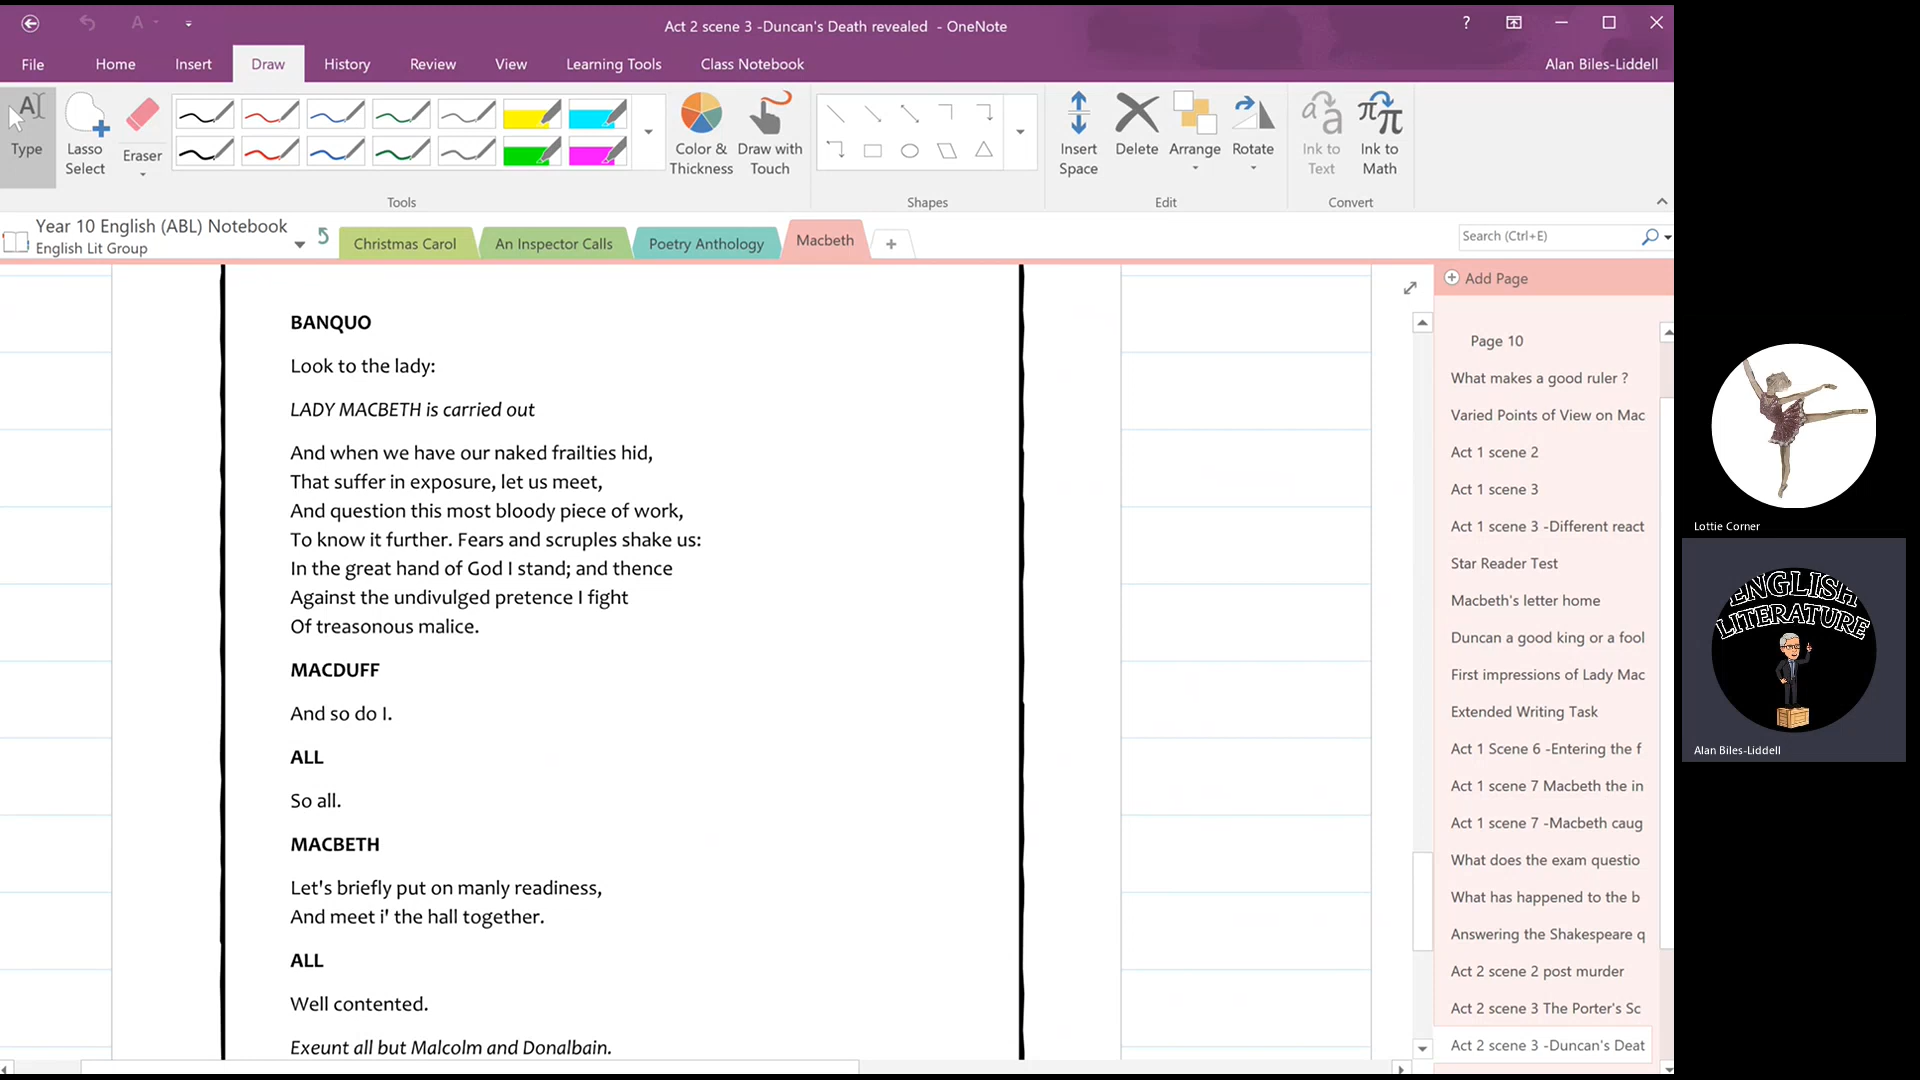 Act 2 scene 3 -Duncan's Death revealed - OneNote
?
File
Home
Insert
Draw
History
Review
View
Learning Tools
Class Notebook
Alan Biles-Liddell
Type
Lasso
Select
Eraser
Color &
Thickness
Draw with
Touch
Insert
Space
Delete
Arrange
Rotate
Ink to
Text
Ink to
Math
Tools
Shapes
Edit
Convert
Year 10 English (ABL) Notebook
English Lit Group
Christmas Carol
An Inspector Calls
Poetry Anthology
Macbeth
Search (Ctrl+E)
BANQUO
Look to the lady:
LADY MACBETH is carried out
And when we have our naked frailties hid,
That suffer in exposure, let us meet,
And question this most bloody piece of work,
To know it further. Fears and scruples shake us:
In the great hand of God I stand; and thence
Against the undivulged pretence I fight
Of treasonous malice.
MACDUFF
And so do I.
ALL
So all.
MACBETH
Let's briefly put on manly readiness,
And meet i' the hall together.
ALL
Well contented.
Exeunt all but Malcolm and Donalbain.
Add Page
Page 10
What makes a good ruler ?
Varied Points of View on Mac
Act 1 scene 2
Act 1 scene 3
Act 1 scene 3 -Different react
Star Reader Test
Macbeth's letter home
Duncan a good king or a fool
First impressions of Lady Mac
Extended Writing Task
Act 1 Scene 6 -Entering the f
Act 1 scene 7 Macbeth the in
Act 1 scene 7 -Macbeth caug
What does the exam questio
What has happened to the b
Answering the Shakespeare q
Act 2 scene 2 post murder
Act 2 scene 3 The Porter's Sc
Act 2 scene 3 -Duncan's Deat
Lottie Corner
ENGLISH
LITERATURE
Alan Biles-Liddell